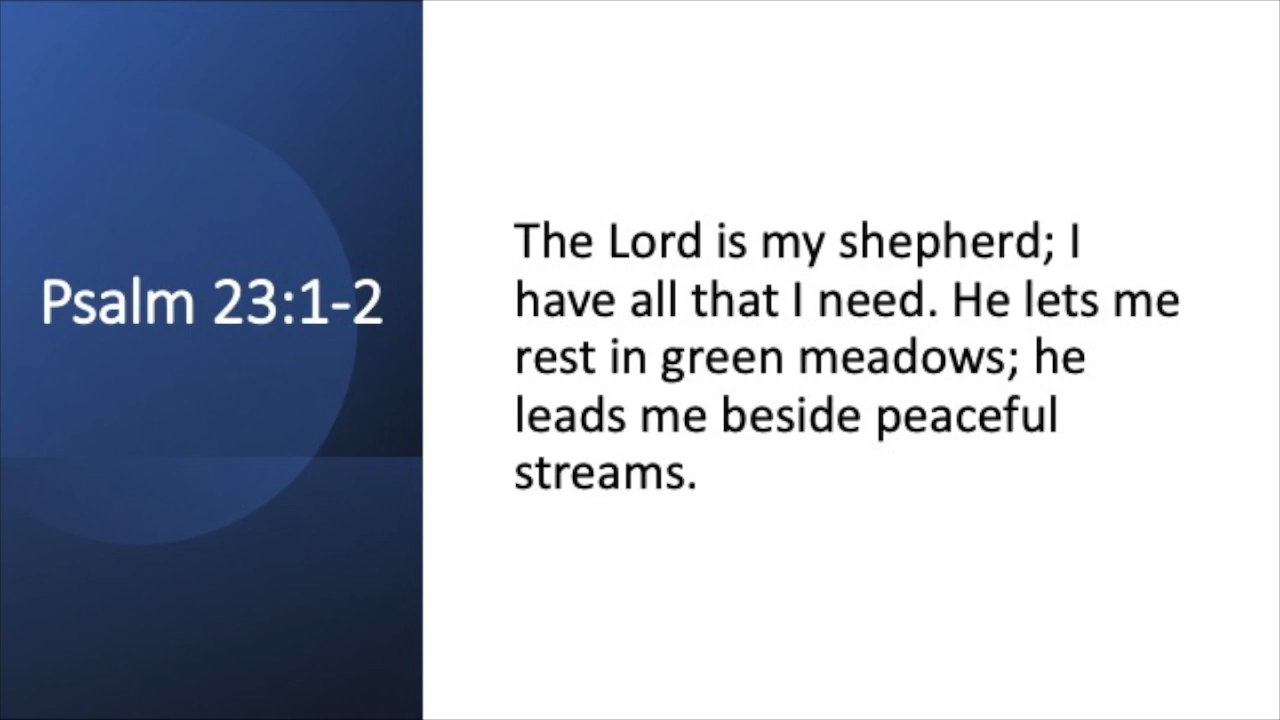 Psalm 23:1-2
The Lord is my shepherd; I
have all that I need. He lets me
rest in green meadows; he
leads me beside peaceful
streams.